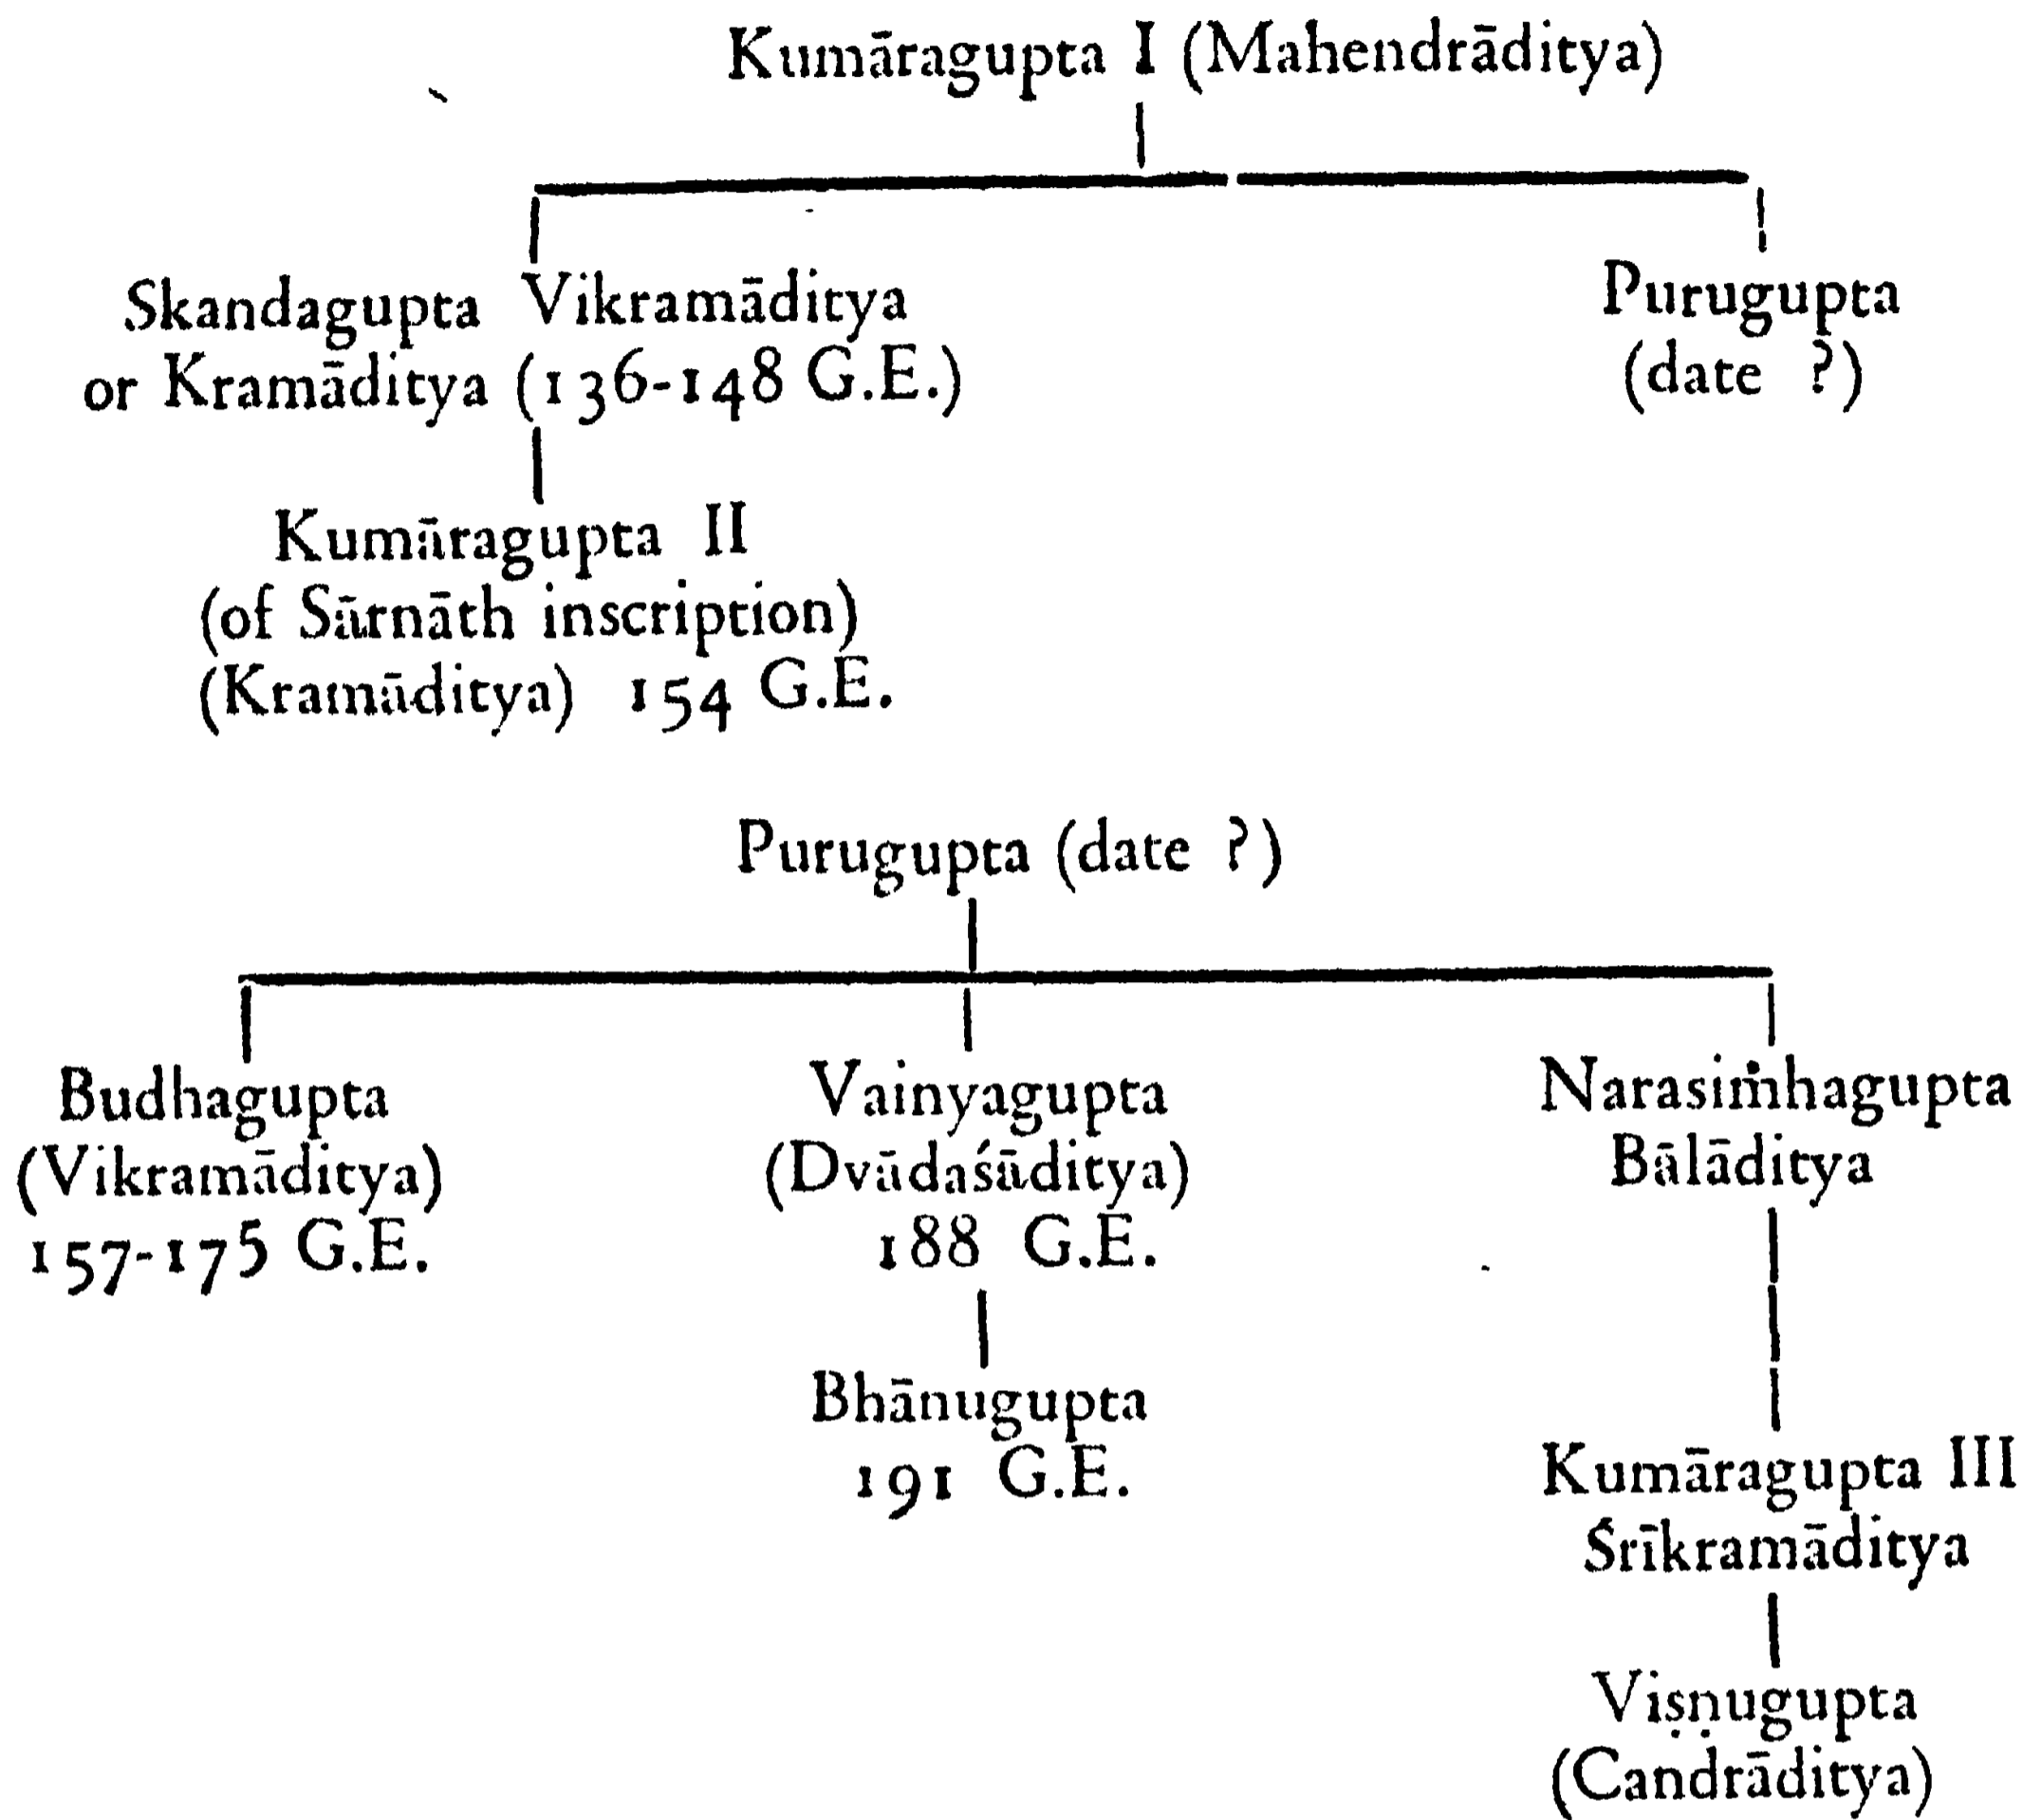 Kumāragupta I (Mahendrāditya)
Skandagupta Vikramāditya
or Kramāditya (136-148 G.E.)
Purugupta
(date ?)
Kumāragupta II
(of Sārnāth inscription)
(Kramāditya) 154 G.E.
Purugupta (date ?)
Budhagupta
(Vikramāditya)
157-175 G.E.
Vainyagupta
(Dvādaśāditya)
188 G.E.
Narasiṁhagupta
Bālāditya
Bhānugupta
191 G.E.
Kumāragupta III
Śrīkramāditya
Viṣṇugupta
(Candrāditya)